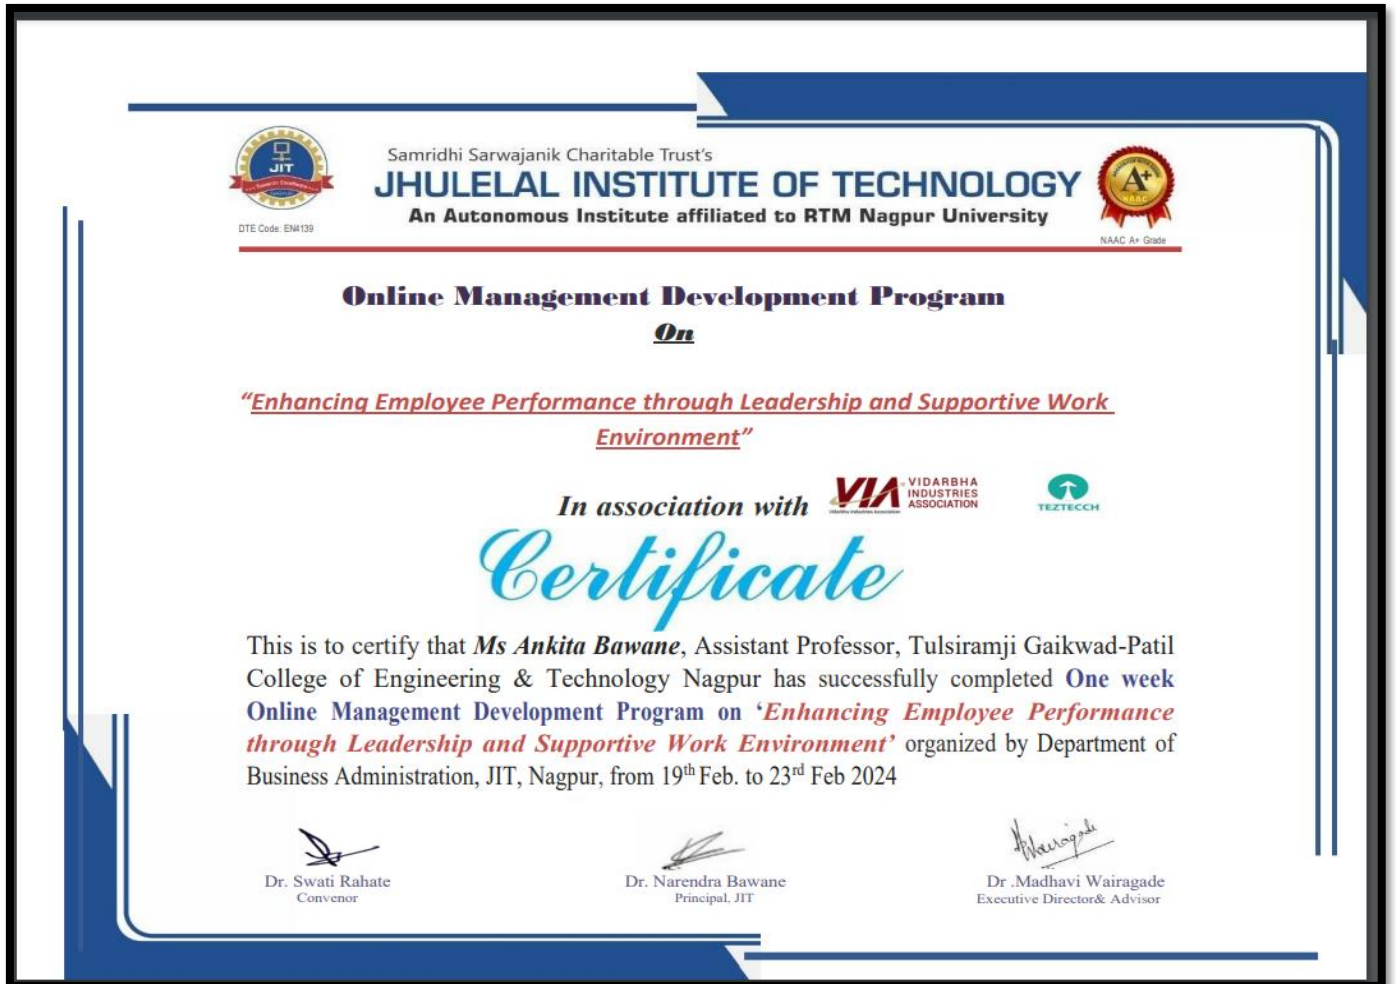 JIT
DTE Code: EN4139
Samridhi Sarwajanik Charitable Trust's
JHULELAL INSTITUTE OF TECHNOLOGY
An Autonomous Institute affiliated to RTM Nagpur University
A+
NAAC
NAAC A+ Grade
Online Management Development Program
On
“Enhancing Employee Performance through Leadership and Supportive Work
Environment”
In association with
VIA
VIDARBHA
INDUSTRIES
ASSOCIATION
Vidarbha Industries Association
TEZTECCH
Certificate
This is to certify that Ms Ankita Bawane, Assistant Professor, Tulsiramji Gaikwad-Patil
College of Engineering & Technology Nagpur has successfully completed One week
Online Management Development Program on ‘Enhancing Employee Performance
through Leadership and Supportive Work Environment’ organized by Department of
Business Administration, JIT, Nagpur, from 19th Feb. to 23rd Feb 2024
Dr. Swati Rahate
Convenor
Dr. Narendra Bawane
Principal, JIT
Dr .Madhavi Wairagade
Executive Director& Advisor